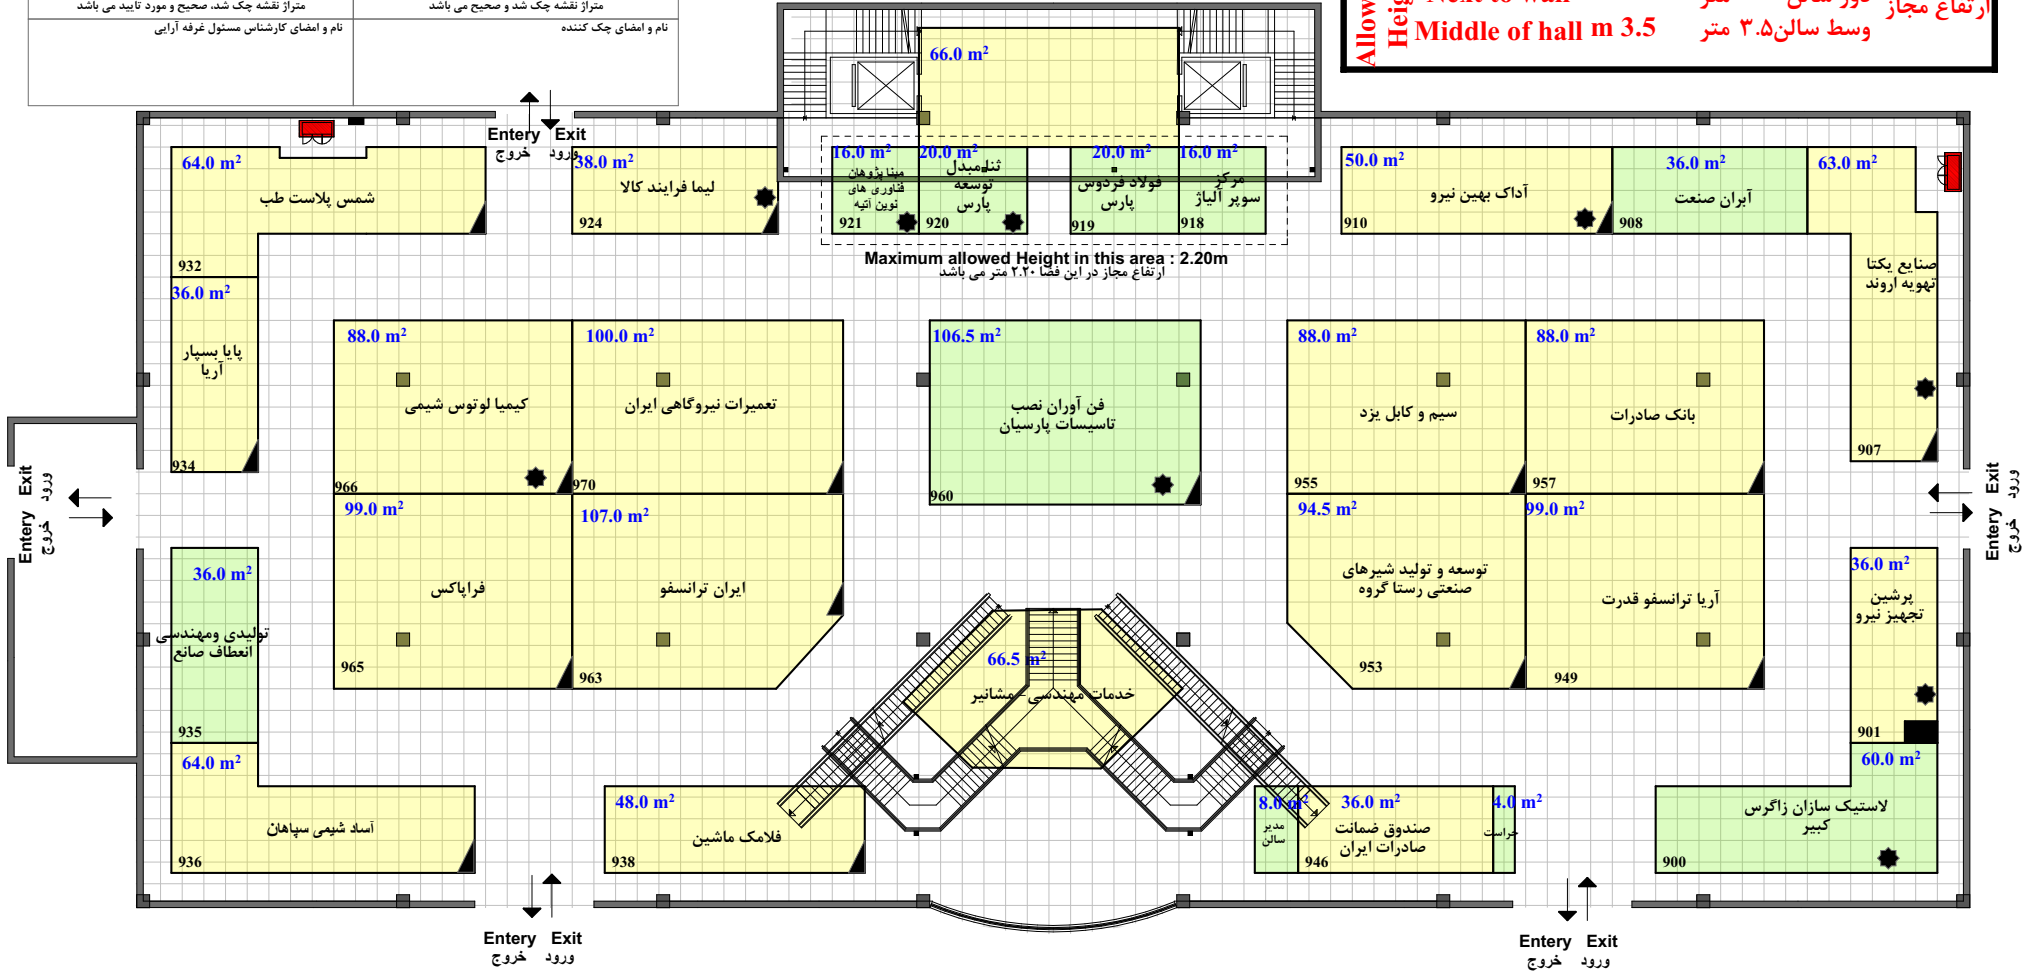 متراژ نقشه چک شد، صحیح و مورد تایید می باشد
متراژ نقشه چک شد و صحیح می باشد
نام و امضای کارشناس مسئول غرفه آرایی
نام و امضای چک کننده
ارتفاع مجاز
Middle of hall m 3.5
وسط سالن ۳.۵ متر
66.0 m²
Entery Exit
خروج ورود
64.0 m²
شمس پلاست طب
932
38.0 m²
لیما فرایند کالا
924
16.0 m²
مبنا پژوهان
فناوری های
نوین آتیه
921
20.0 m²
توسعه
پارس
920
20.0 m²
فولاد فردوس
پارس
919
16.0 m²
مرکز
سوپر آلیاژ
918
Maximum allowed Height in this area : 2.20m
ارتفاع مجاز در این فضا ۲.۲۰ متر می باشد
50.0 m²
آداک بهین نیرو
910
36.0 m²
آبران صنعت
908
63.0 m²
صنایع یکتا
تهویه اروند
907
36.0 m²
پایا بسپار
آریا
934
88.0 m²
کیمیا لوتوس شیمی
966
100.0 m²
تعمیرات نیروگاهی ایران
970
106.5 m²
فن آوران نصب
تاسیسات پارسیان
960
88.0 m²
سیم و کابل یزد
955
88.0 m²
بانک صادرات
957
Entery Exit
خروج ورود
Entery Exit
خروج ورود
99.0 m²
فراپاکس
965
107.0 m²
ایران ترانسفو
963
94.5 m²
توسعه و تولید شیرهای
صنعتی رستا گروه
953
99.0 m²
آریا ترانسفو قدرت
949
36.0 m²
تولیدی ومهندسی
انعطاف صانع
935
36.0 m²
پرشین
تجهیز نیرو
901
66.5 m²
خدمات مهندسی - مشانیر
64.0 m²
آساد شیمی سپاهان
936
48.0 m²
فلامک ماشین
938
8.0 m²
مدیر
سالن
36.0 m²
صندوق ضمانت
صادرات ایران
946
4.0 m²
حراست
60.0 m²
لاستیک سازان زاگرس
کبیر
900
Entery Exit
خروج ورود
Entery Exit
خروج ورود